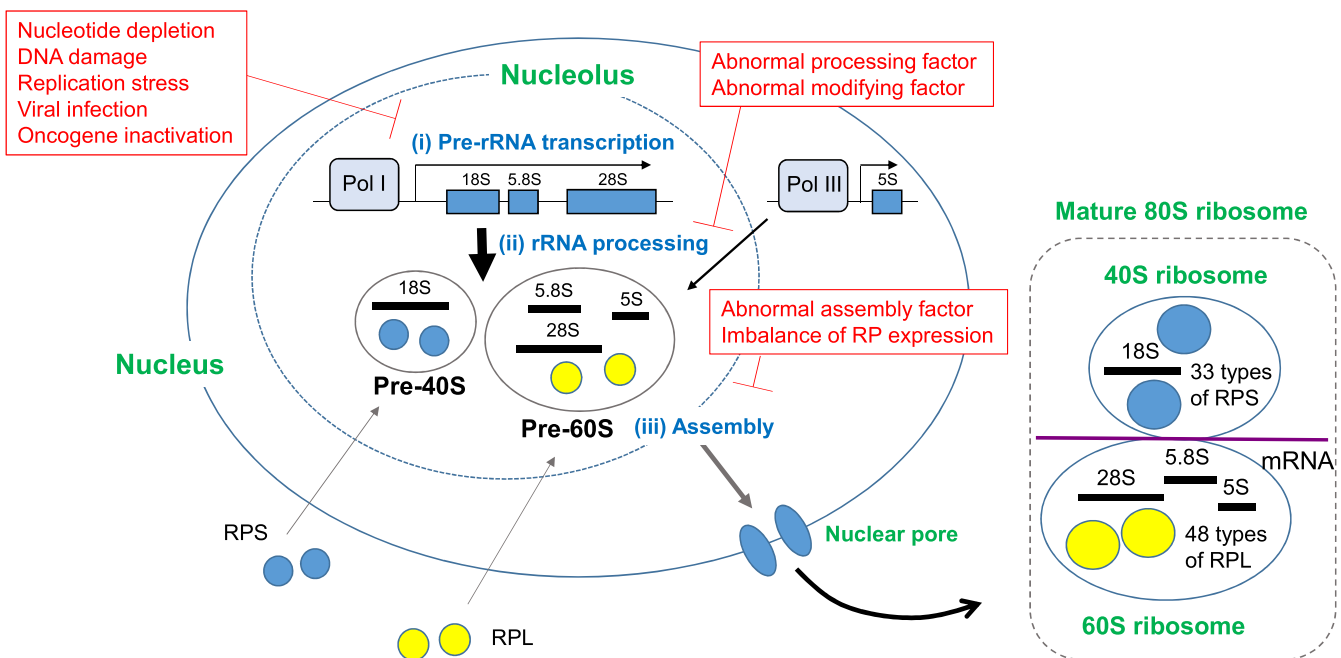 Nucleotide depletion
DNA damage
Replication stress
Viral infection
Oncogene inactivation
Nucleolus
Abnormal processing factor
Abnormal modifying factor
(i) Pre-rRNA transcription
Pol I
18S
5.8S
28S
Pol III
5S
(ii) rRNA processing
18S
Pre-40S
5.8S
5S
28S
Pre-60S
Abnormal assembly factor
Imbalance of RP expression
Nucleus
(iii) Assembly
RPS
RPL
Nuclear pore
Mature 80S ribosome
40S ribosome
18S
33 types
of RPS
mRNA
5.8S
28S
5S
48 types
of RPL
60S ribosome